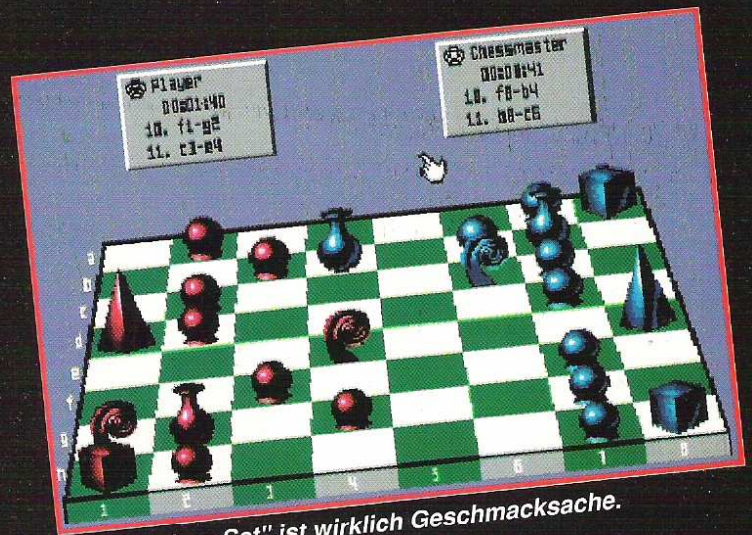 Player
00:01:40
10. f1-g2
11. c3-e4
Chessmaster
00:00:41
10. f8-b4
11. b8-c6
a
b
c
d
e
f
g
h
1 2 3 4 5 6 7 8
Set" ist wirklich Geschmacksache.